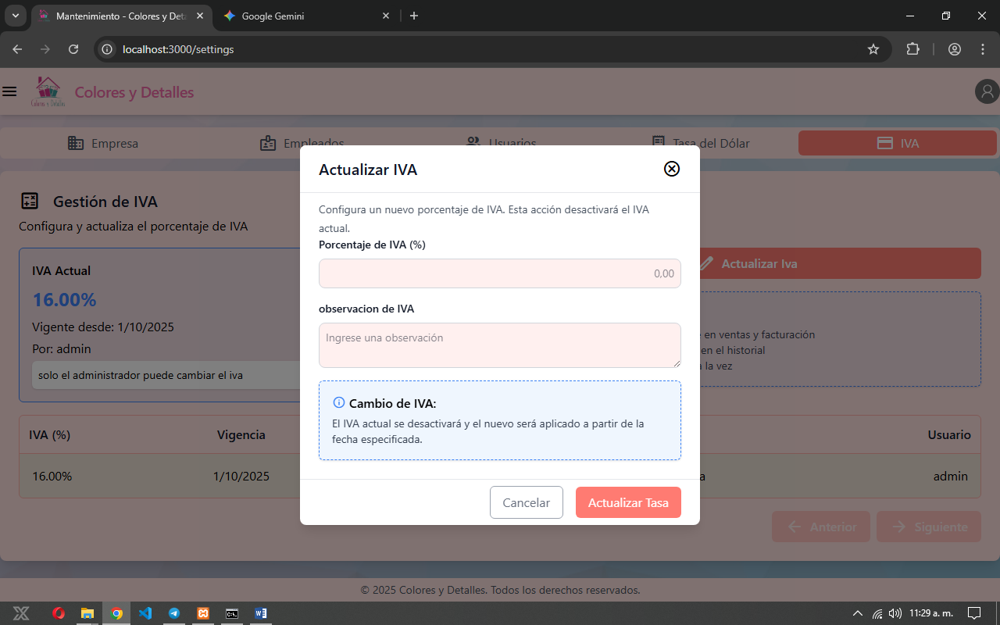 Mantenimiento - Colores y Deta
Google Gemini
localhost:3000/settings
Colores y Detalles
Colores y Detalles
Empresa
Empleados
Usuarios
Tasa del Dólar
IVA
Gestión de IVA
Configura y actualiza el porcentaje de IVA
IVA Actual
16.00%
Vigente desde: 1/10/2025
Por: admin
solo el administrador puede cambiar el iva
Actualizar Iva
en ventas y facturación
en el historial
la vez
Actualizar IVA
Configura un nuevo porcentaje de IVA. Esta acción desactivará el IVA
actual.
Porcentaje de IVA (%)
0,00
observacion de IVA
Ingrese una observación
Cambio de IVA:
El IVA actual se desactivará y el nuevo será aplicado a partir de la
fecha especificada.
Cancelar
Actualizar Tasa
IVA (%)
Vigencia
Usuario
16.00%
1/10/2025
a
admin
Anterior
Siguiente
© 2025 Colores y Detalles. Todos los derechos reservados.
11:29 a. m.